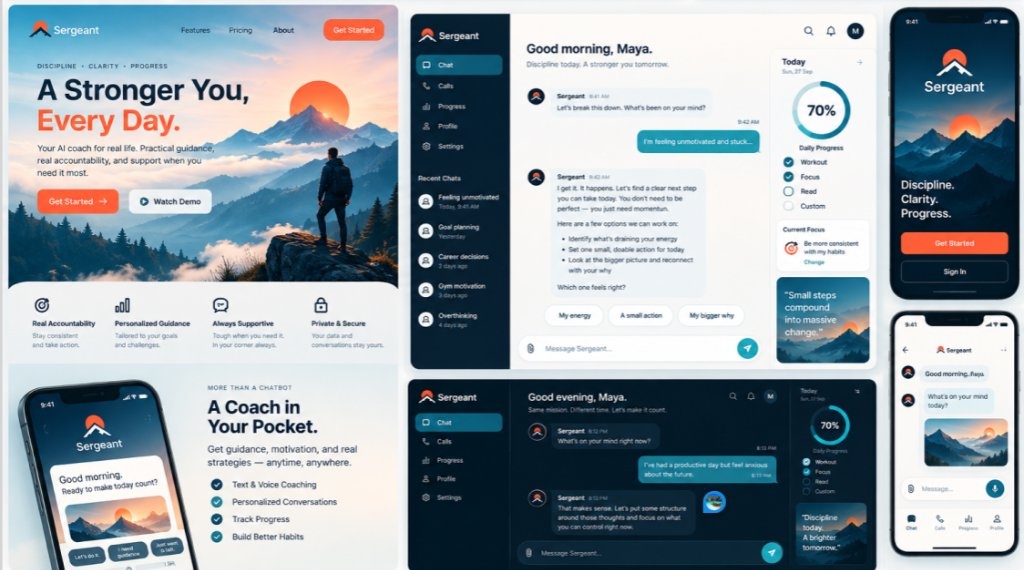 Sergeant
Features
Pricing
About
Get Started
DISCIPLINE • CLARITY • PROGRESS
A Stronger You,
Every Day.
Your AI coach for real life. Practical guidance,
real accountability, and support when you
need it most.
Get Started →
Watch Demo
Real Accountability
Stay consistent
and take action.
Personalized Guidance
Tailored to your goals
and challenges.
Always Supportive
Tough when you need it.
In your corner always.
Private & Secure
Your data and
conversations stay yours.
9:41
Sergeant
Good morning,
Ready to make today count?
Let's do it
I need
guidance
Just want
MORE THAN A CHATBOT
A Coach in
Your Pocket.
Get guidance, motivation, and real
strategies — anytime, anywhere.
Text & Voice Coaching
Personalized Conversations
Track Progress
Build Better Habits
Sergeant
Chat
Calls
Progress
Profile
Settings
Recent Chats
Feeling unmotivated
Today, 9:41 AM
Goal planning
Yesterday
Career decisions
2 days ago
Gym motivation
3 days ago
Overthinking
4 days ago
M
Good morning, Maya.
Discipline today. A stronger you tomorrow.
Sergeant 9:41 AM
Let's break this down. What's been on your mind?
9:42 AM
I'm feeling unmotivated and stuck...
Sergeant 9:42 AM
I get it. It happens. Let's find a clear next step
you can take today. You don't need to be
perfect — you just need momentun.
Here are a few options we can work on:
• Identify what's draining your energy
• Set one small, doable action for today
• Look at the bigger picture and reconnect
with your why
Which one feels right?
My energy
A small action
My bigger why
Message Sergeant...
Today
Sun, 27 Sep
70%
Daily Progress
Workout
Focus
Read
Custom
Current Focus
Be more consistent
with my habits
Change
"Small steps
compound
into massive
change."
Sergeant
Chat
Calls
Progress
Profile
Settings
Good evening, Maya.
Same mission. Different time. Let's make it count.
M
Sergeant 8:12 PM
What's on your mind right now?
8:13 PM
I've had a productive day but feel anxious
about the future.
8:13 PM
Sergeant 8:13 PM
That makes sense. Let's put some structure
around those thoughts and focus on what
you can control right now.
Message Sergeant...
Today
Sun, 27 Sep
70%
Daily Progress
Workout
Focus
Read
Custom
"Discipline
today.
A brighter
tomorrow."
9:41
Sergeant
Discipline.
Clarity.
Progress.
Get Started
Sign In
9:41
Sergeant
Good morning,
What's on your mind
today?
Message...
Chat
Calls
Progress
Profile